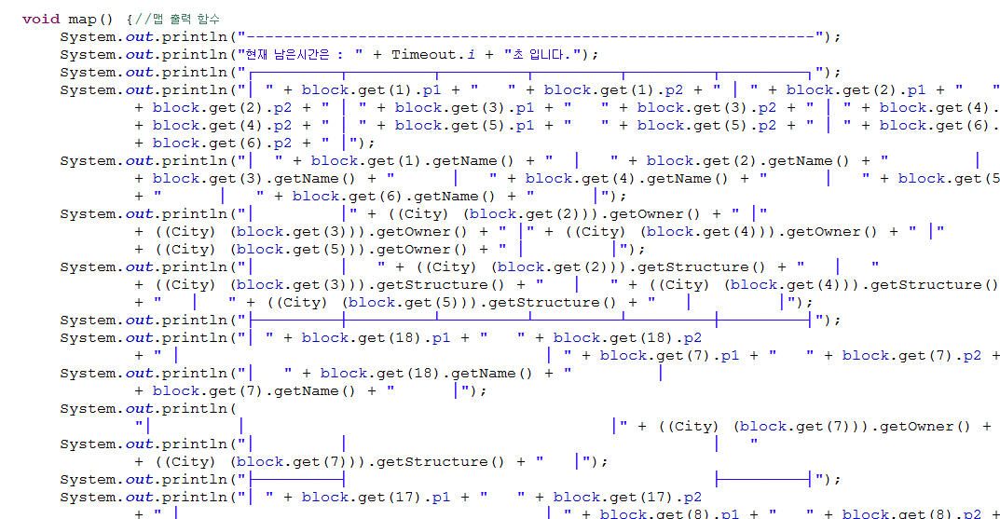 void map() {//맵 출력 함수
    System.out.println("-------------------------------------------------------------");
    System.out.println("현재 남은시간은 : " + Timeout.i + "초 입니다.");
    System.out.println("┌─────────┬─────────┬─────────┬─────────┬─────────┬─────────┐");
    System.out.println("│ " + block.get(1).p1 + "   " + block.get(1).p2 + " │ " + block.get(2).p1 + "   "
            + block.get(2).p2 + " │ " + block.get(3).p1 + "   " + block.get(3).p2 + " │ " + block.get(4).
            + block.get(4).p2 + " │ " + block.get(5).p1 + "   " + block.get(5).p2 + " │ " + block.get(6).
            + block.get(6).p2 + " │");
    System.out.println("│  " + block.get(1).getName() + "  │   " + block.get(2).getName() + "         │
            + block.get(3).getName() + "      │   " + block.get(4).getName() + "      │   " + block.get(5
            + "      │   " + block.get(6).getName() + "      │");
    System.out.println("│         │" + ((City) (block.get(2))).getOwner() + " │"
            + ((City) (block.get(3))).getOwner() + " │" + ((City) (block.get(4))).getOwner() + " │"
            + ((City) (block.get(5))).getOwner() + " │         │");
    System.out.println("│         │   " + ((City) (block.get(2))).getStructure() + "   │   "
            + ((City) (block.get(3))).getStructure() + "   │   " + ((City) (block.get(4))).getStructure()
            + "   │   " + ((City) (block.get(5))).getStructure() + "   │         │");
    System.out.println("├─────────┼─────────┴─────────┴─────────┴─────────┼─────────┤");
    System.out.println("│ " + block.get(18).p1 + "   " + block.get(18).p2
            + " │                                       │ " + block.get(7).p1 + "   " + block.get(7).p2 +
    System.out.println("│   " + block.get(18).getName() + "         │
            + block.get(7).getName() + "      │");
    System.out.println(
            "│         │                                       │" + ((City) (block.get(7))).getOwner() +
    System.out.println("│         │                                       │   "
            + ((City) (block.get(7))).getStructure() + "   │");
    System.out.println("├─────────┤                                       ├─────────┤");
    System.out.println("│ " + block.get(17).p1 + "   " + block.get(17).p2
            + " │                                       │ " + block.get(8).p1 + "   " + block.get(8).p2 +